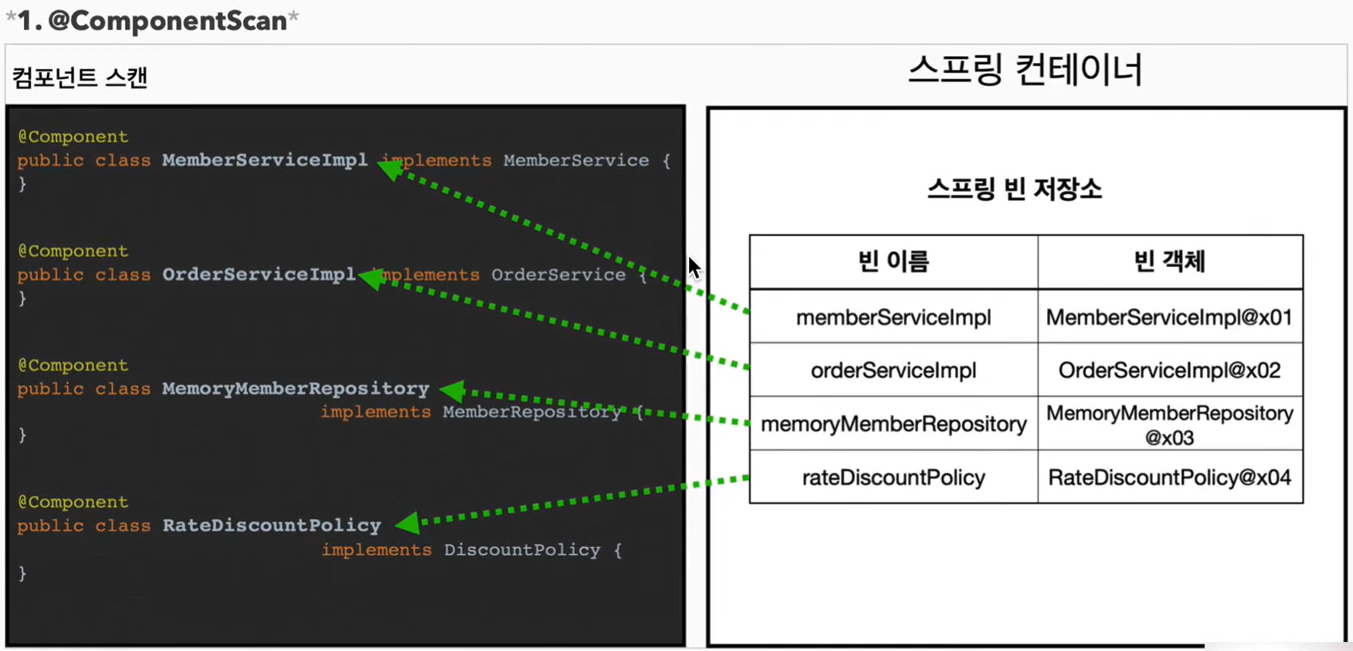 *1. @ComponentScan*
컴포넌트 스캔
@Component
public class MemberServiceImpl implements MemberService {
}
@Component
public class OrderServiceImpl implements OrderService {
}
@Component
public class MemoryMemberRepository
implements MemberRepository {
}
@Component
public class RateDiscountPolicy
implements DiscountPolicy {
}
스프링 컨테이너
스프링 빈 저장소
빈 이름 빈 객체
memberServiceImpl MemberServiceImpl@x01
orderServiceImpl OrderServiceImpl@x02
memoryMemberRepository MemoryMemberRepository
@x03
rateDiscountPolicy RateDiscountPolicy@x04